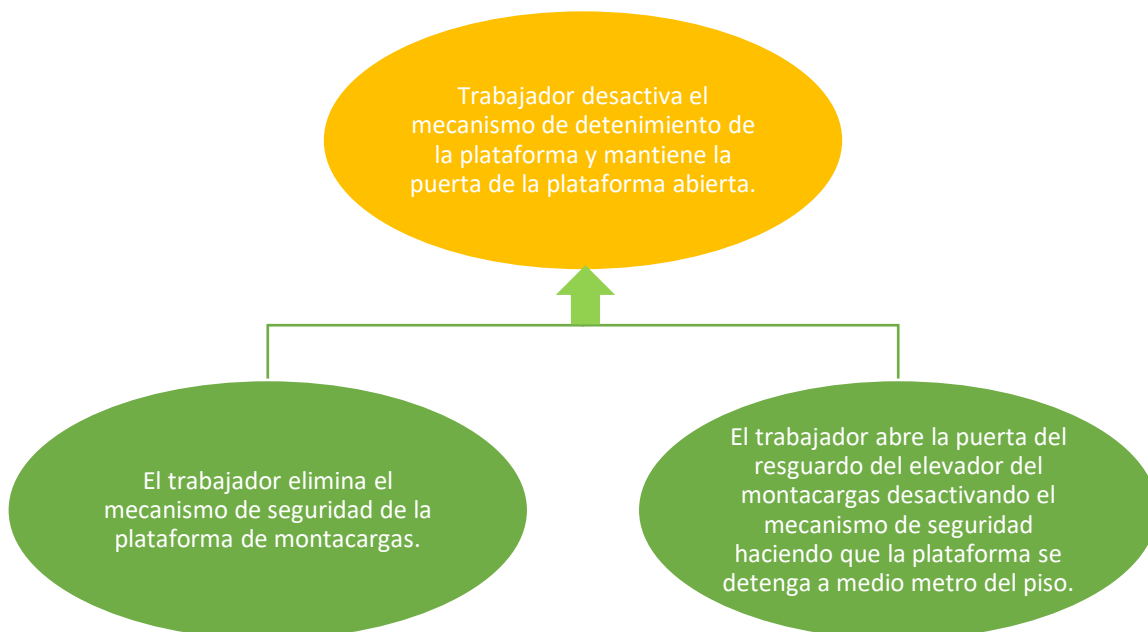 Trabajador desactiva el
mecanismo de detenimiento de
la plataforma y mantiene la
puerta de la plataforma abierta.
El trabajador elimina el
mecanismo de seguridad de la
plataforma de montacargas.
El trabajador abre la puerta del
resguardo del elevador del
montacargas desactivando el
mecanismo de seguridad
haciendo que la plataforma se
detenga a medio metro del piso.